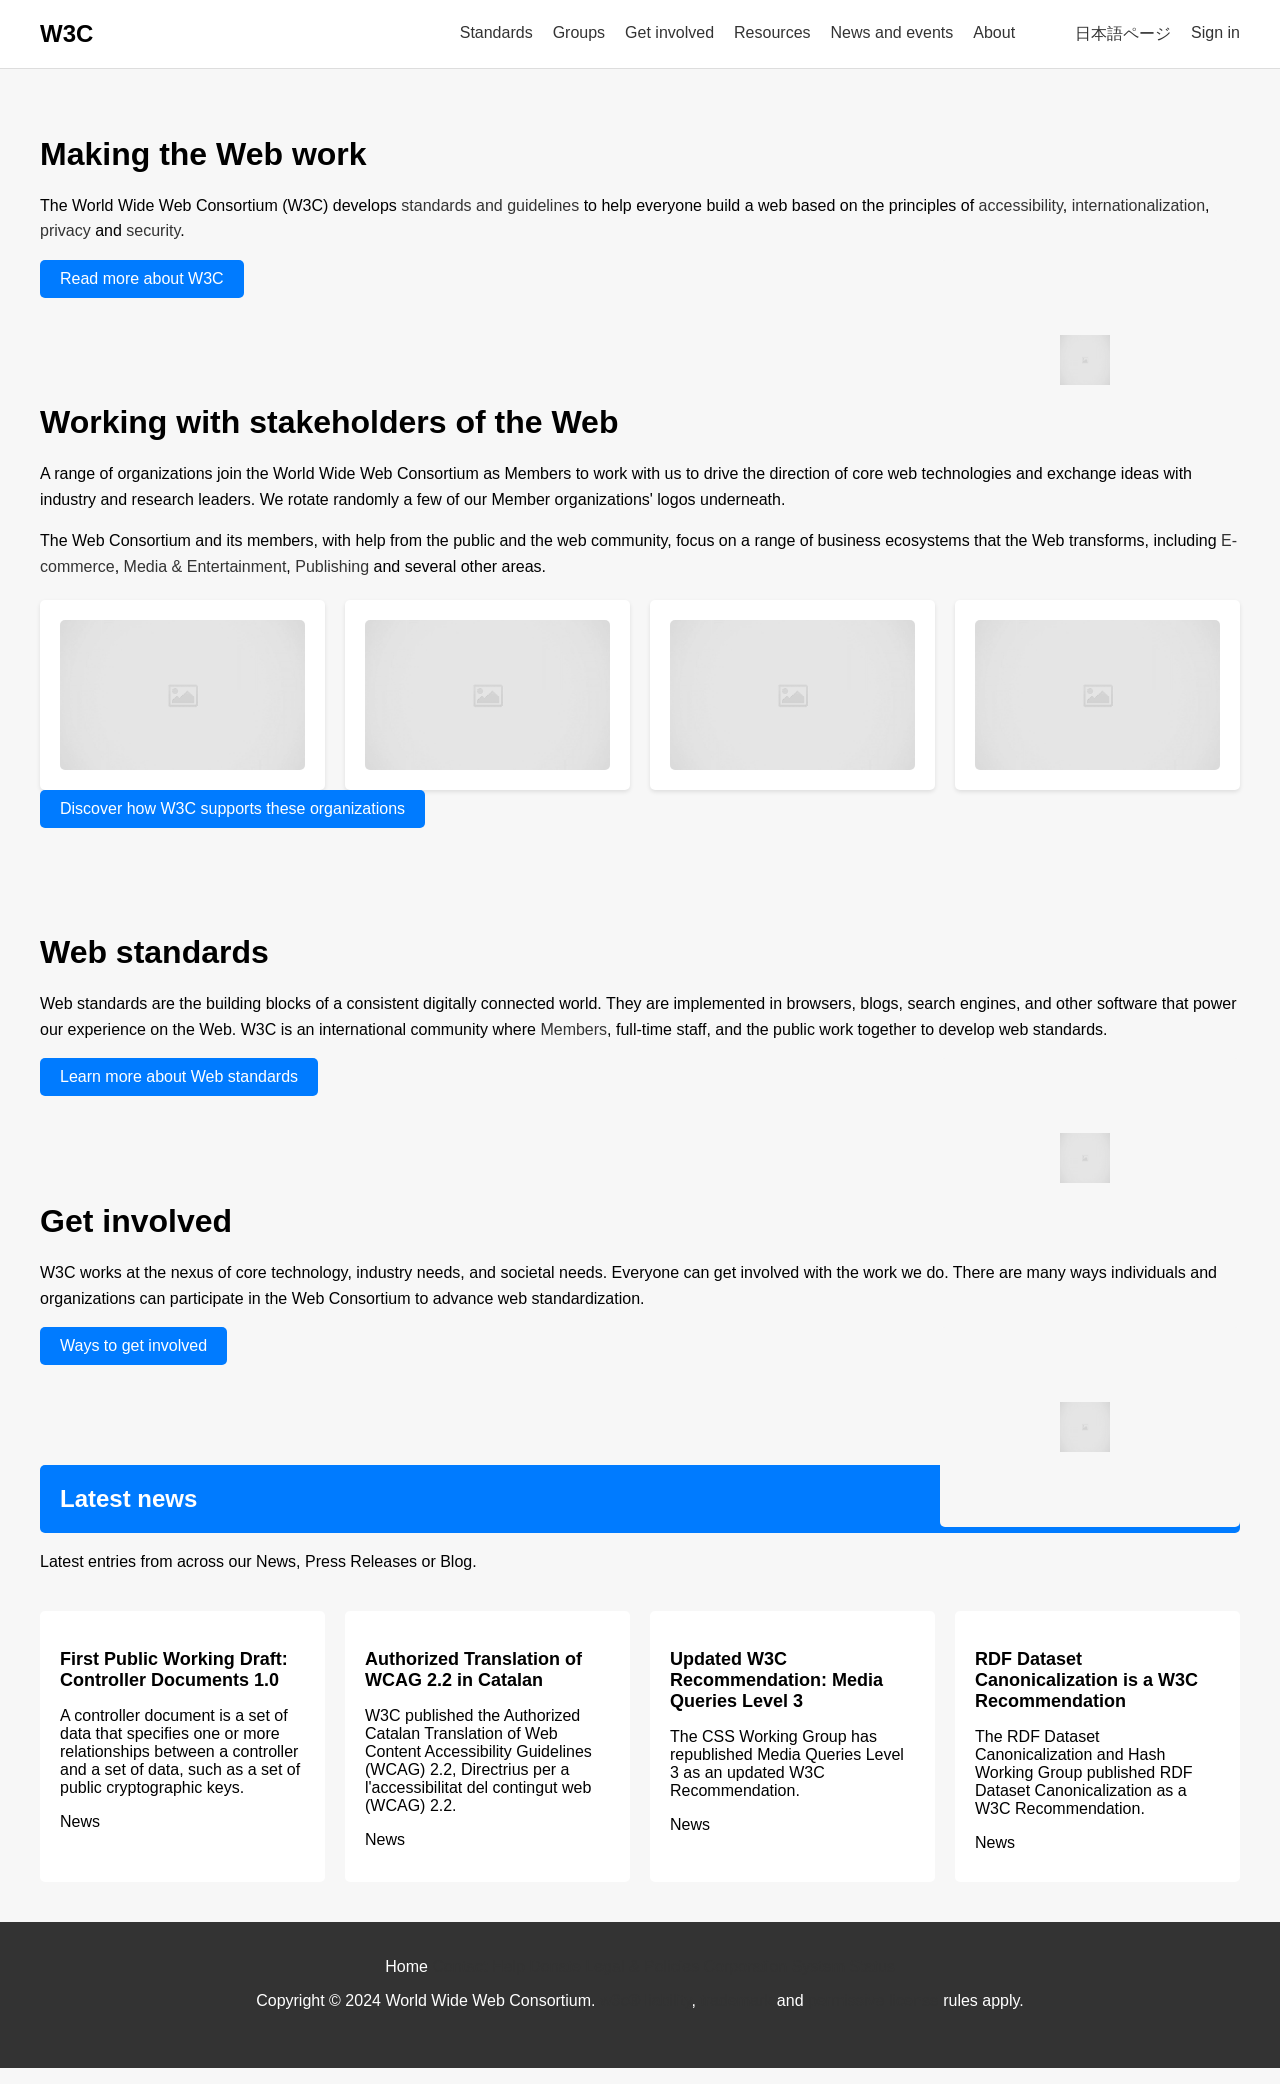 W3C
Standards Groups Get involved Resources News and events About 日本語ページ Sign in
Making the Web work
The World Wide Web Consortium (W3C) develops standards and guidelines to help everyone build a web based on the principles of accessibility, internationalization,
privacy and security.
Read more about W3C
Working with stakeholders of the Web
A range of organizations join the World Wide Web Consortium as Members to work with us to drive the direction of core web technologies and exchange ideas with
industry and research leaders. We rotate randomly a few of our Member organizations' logos underneath.
The Web Consortium and its members, with help from the public and the web community, focus on a range of business ecosystems that the Web transforms, including E-
commerce, Media & Entertainment, Publishing and several other areas.
Discover how W3C supports these organizations
Web standards
Web standards are the building blocks of a consistent digitally connected world. They are implemented in browsers, blogs, search engines, and other software that power
our experience on the Web. W3C is an international community where Members, full-time staff, and the public work together to develop web standards.
Learn more about Web standards
Get involved
W3C works at the nexus of core technology, industry needs, and societal needs. Everyone can get involved with the work we do. There are many ways individuals and
organizations can participate in the Web Consortium to advance web standardization.
Ways to get involved
Latest news
Latest entries from across our News, Press Releases or Blog.
First Public Working Draft:
Controller Documents 1.0
A controller document is a set of
data that specifies one or more
relationships between a controller
and a set of data, such as a set of
public cryptographic keys.
News
Authorized Translation of
WCAG 2.2 in Catalan
W3C published the Authorized
Catalan Translation of Web
Content Accessibility Guidelines
(WCAG) 2.2, Directrius per a
l'accessibilitat del contingut web
(WCAG) 2.2.
News
Updated W3C
Recommendation: Media
Queries Level 3
The CSS Working Group has
republished Media Queries Level
3 as an updated W3C
Recommendation.
News
RDF Dataset
Canonicalization is a W3C
Recommendation
The RDF Dataset
Canonicalization and Hash
Working Group published RDF
Dataset Canonicalization as a
W3C Recommendation.
News
Home
Copyright © 2024 World Wide Web Consortium. , and rules apply.